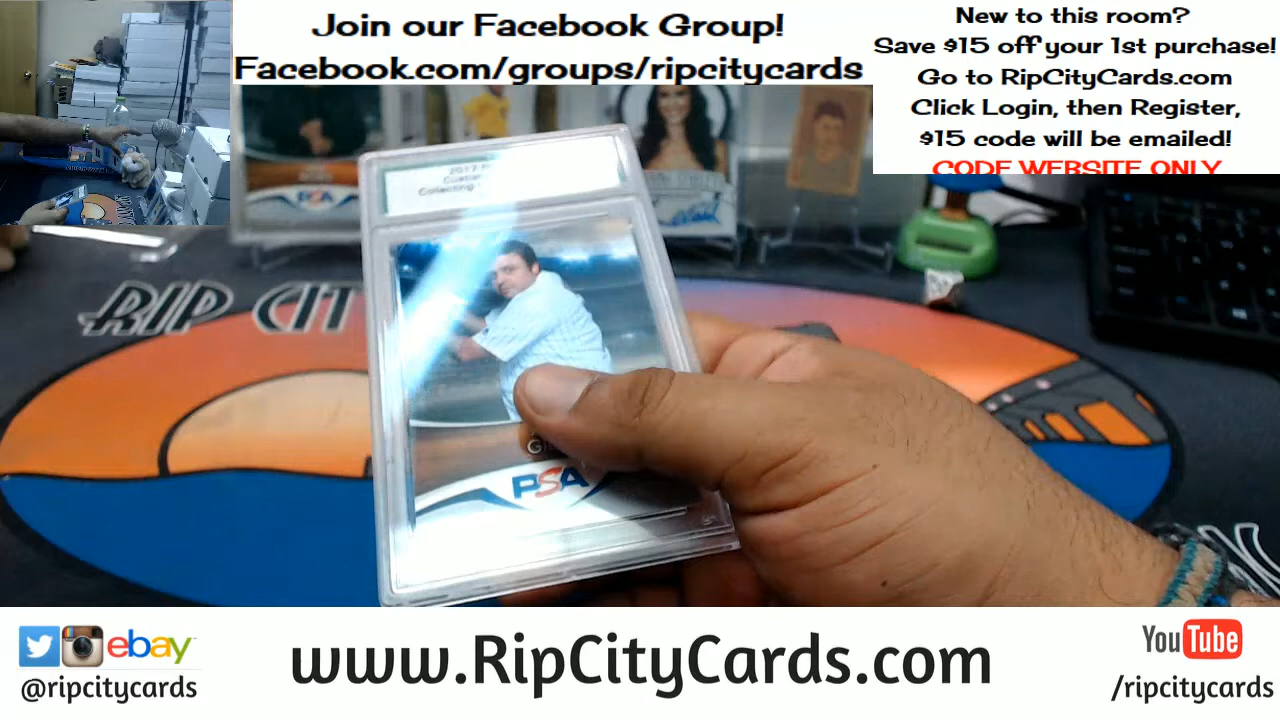 Join our Facebook Group!
Facebook.com/groups/ripcitycards
New to this room?
Save $15 off your 1st purchase!
Go to RipCityCards.com
Click Login, then Register,
$15 code will be emailed!
CODE WEBSITE ONLY
PSA
2017
Collecting
RIP CIT
PSA
ebay
@ripcitycards
www.RipCityCards.com
YouTube
/ripcitycards